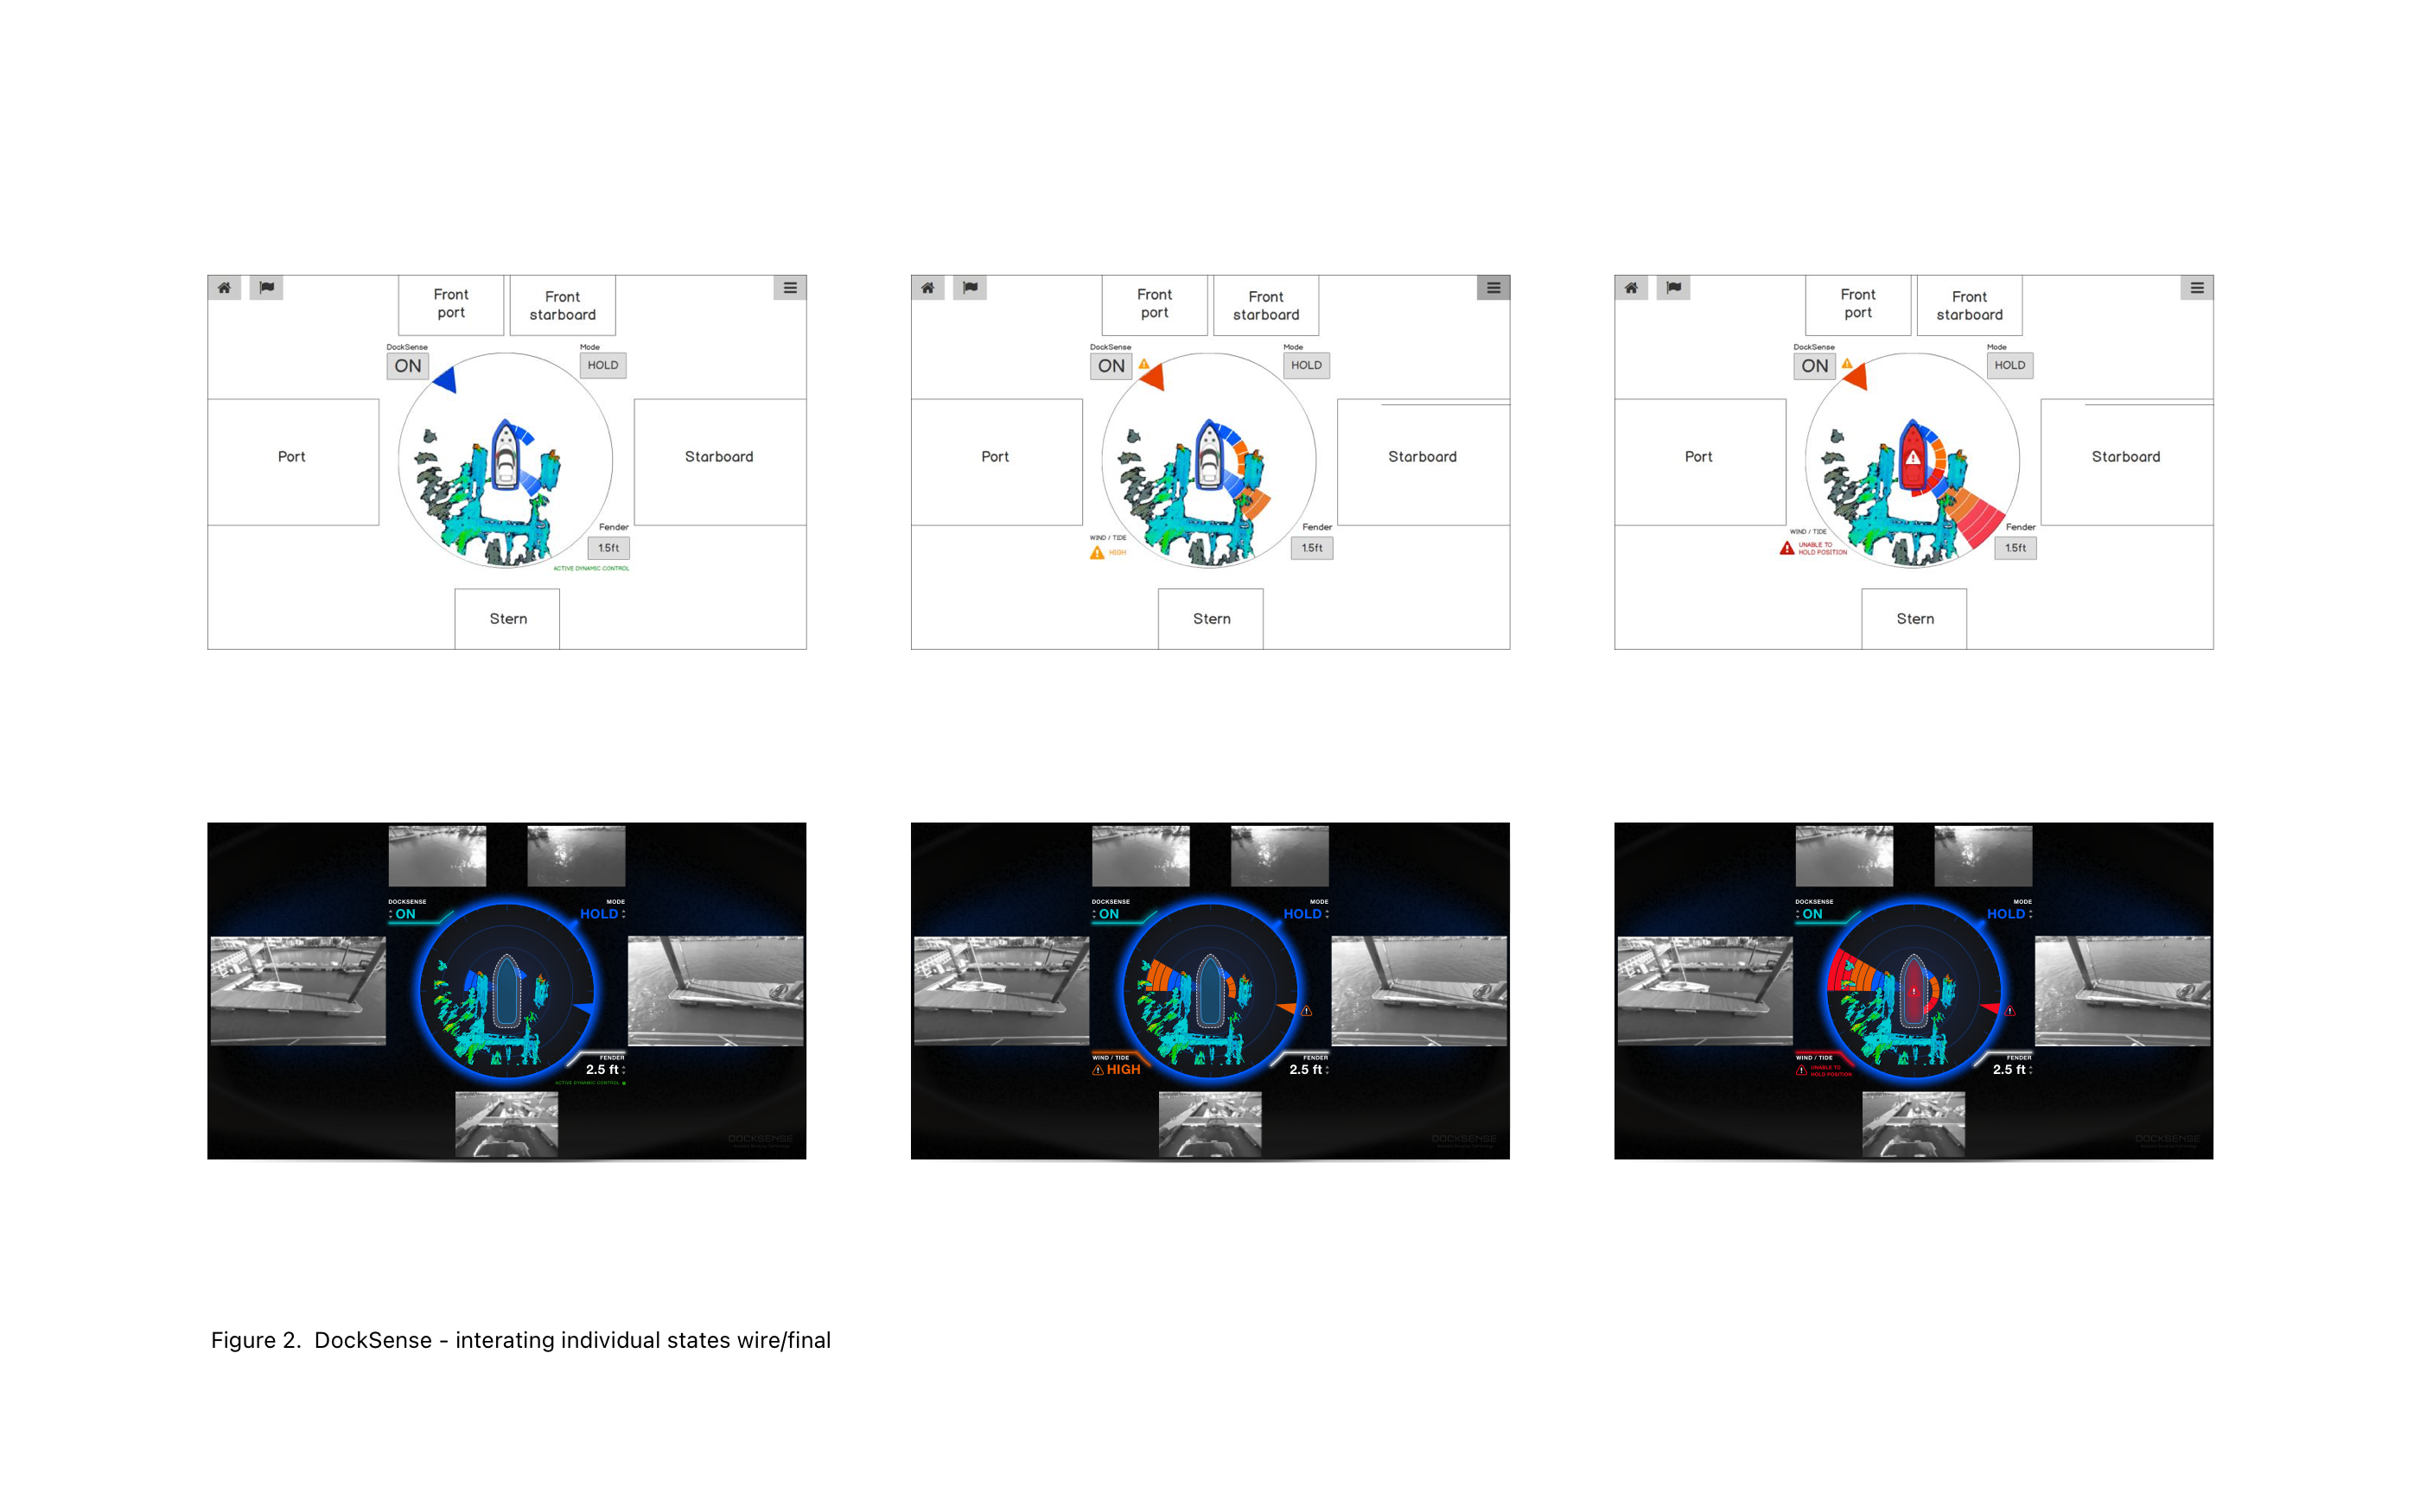 Front
port
Front
starboard
DockSense
ON
Mode
HOLD
Port
Starboard
Fender
1.5ft
ACTIVE DYNAMIC CONTROL
Stern
Front
port
Front
starboard
DockSense
ON
Mode
HOLD
Port
Starboard
Fender
1.5ft
WIND / TIDE
HIGH
Stern
Front
port
Front
starboard
DockSense
ON
Mode
HOLD
Port
Starboard
Fender
1.5ft
WIND / TIDE
UNABLE TO
HOLD POSITION
Stern
DOCKSENSE
ON
MODE
HOLD
FENDER
2.5 ft
ACTIVE DYNAMIC CONTROL
DOCKSENSE
DOCKSENSE
ON
MODE
HOLD
WIND / TIDE
HIGH
FENDER
2.5 ft
DOCKSENSE
DOCKSENSE
ON
MODE
HOLD
WIND / TIDE
UNABLE TO
HOLD POSITION
FENDER
2.5 ft
DOCKSENSE
Figure 2.  DockSense - interating individual states wire/final